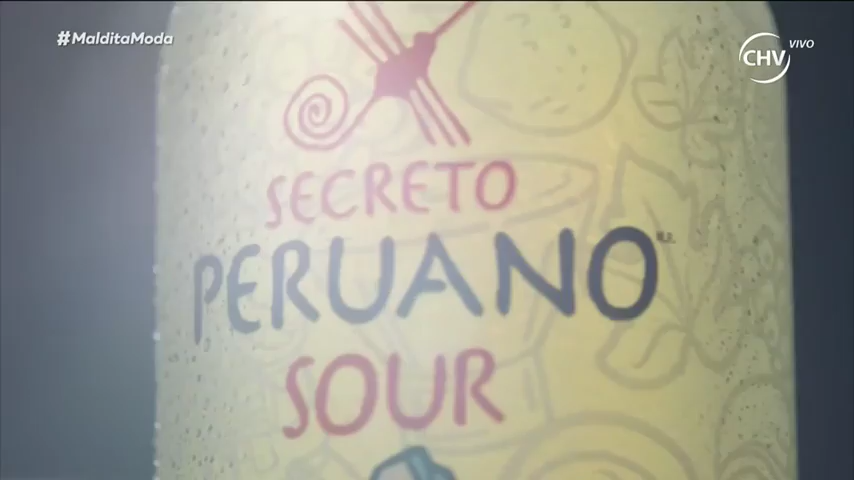 #MalditaModa
CHV VIVO
SECRETO
PERUANO
SOUR